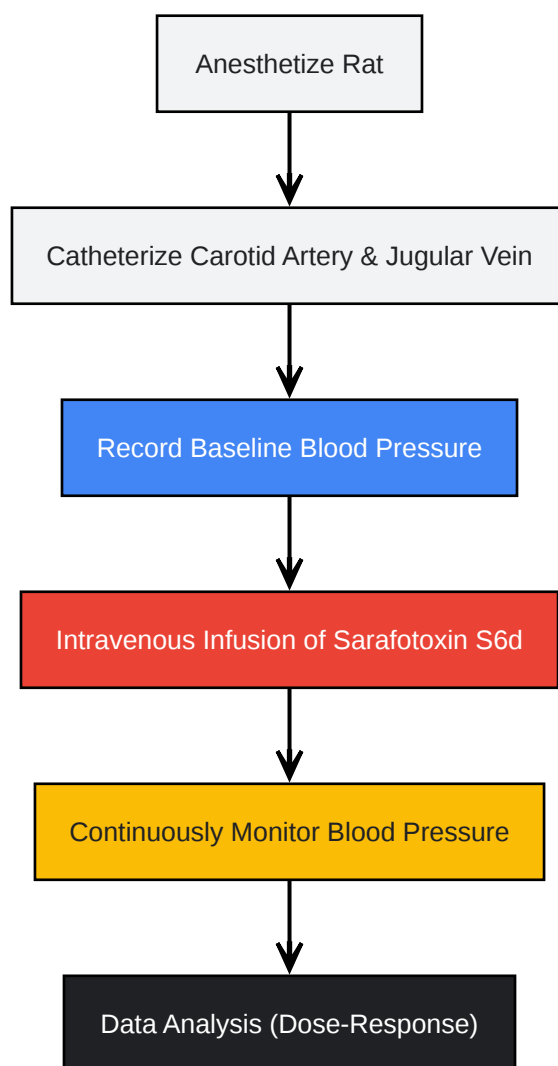 Anesthetize Rat
Catheterize Carotid Artery & Jugular Vein
Record Baseline Blood Pressure
Intravenous Infusion of Sarafotoxin S6d
Continuously Monitor Blood Pressure
Data Analysis (Dose-Response)